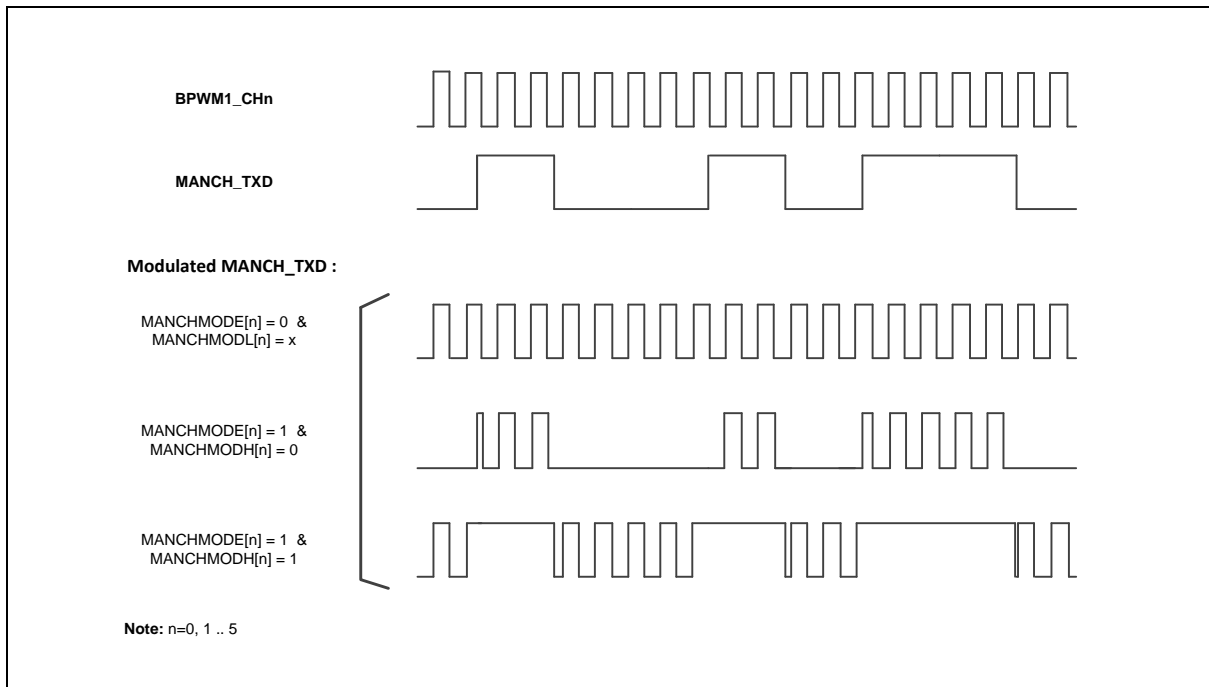 BPWM1_CHn
MANCH_TXD
Modulated MANCH_TXD :
MANCHMODE[n] = 0 &
MANCHMODL[n] = x
MANCHMODE[n] = 1 &
MANCHMODH[n] = 0
MANCHMODE[n] = 1 &
MANCHMODH[n] = 1
Note: n=0, 1 .. 5